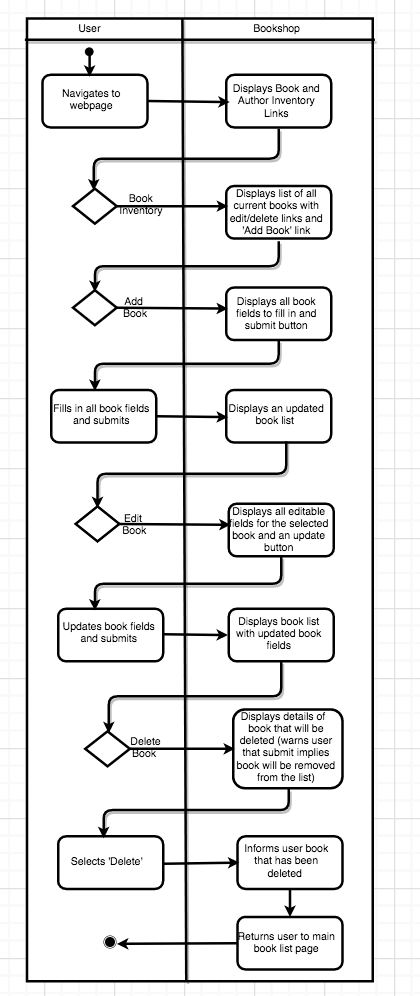 User
Bookshop
Navigates to
webpage
Displays Book and
Author Inventory
Links
Book
Inventory
Displays list of all
current books with
edit/delete links and
'Add Book' link
Add
Book
Displays all book
fields to fill in and
submit button
Fills in all book fields
and submits
Displays an updated
book list
Edit
Book
Displays all editable
fields for the selected
book and an update
button
Updates book fields
and submits
Displays book list
with updated book
fields
Delete
Book
Displays details of
book that will be
deleted (warns user
that submit implies
book will be removed
from the list)
Selects 'Delete'
Informs user book
that has been
deleted
Returns user to main
book list page